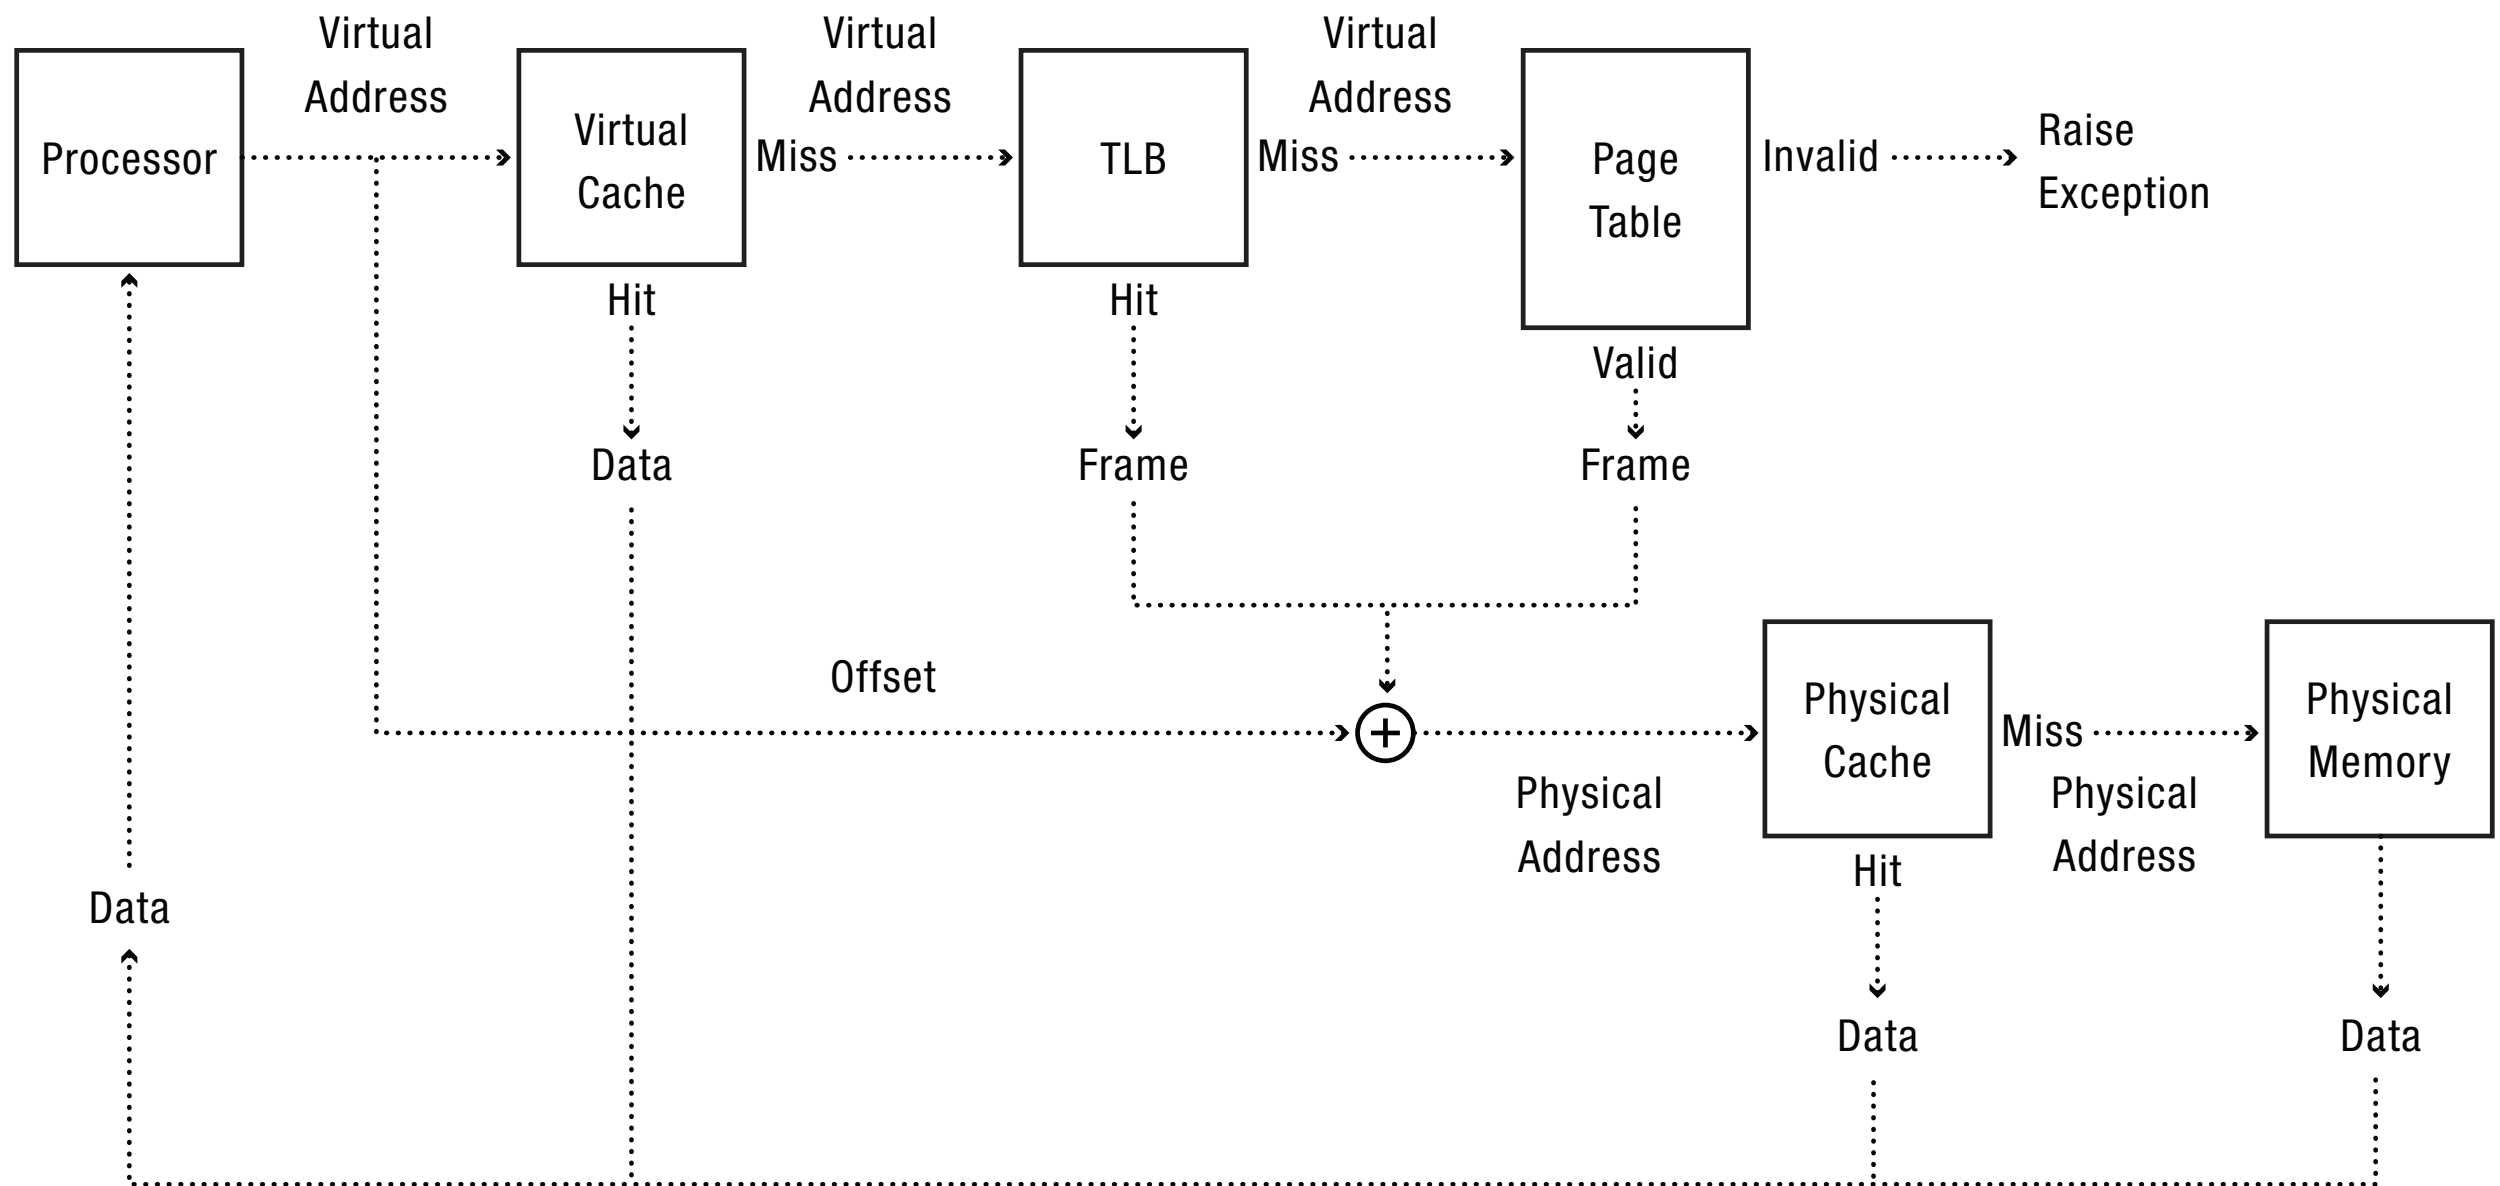 Virtual
Address
Virtual
Address
Virtual
Address
Processor
Virtual
Cache
Miss
TLB
Miss
Page
Table
Invalid
Raise
Exception
Hit
Hit
Valid
Data
Frame
Frame
Offset
+
Physical
Address
Physical
Cache
Miss
Physical
Address
Physical
Memory
Hit
Data
Data
Data